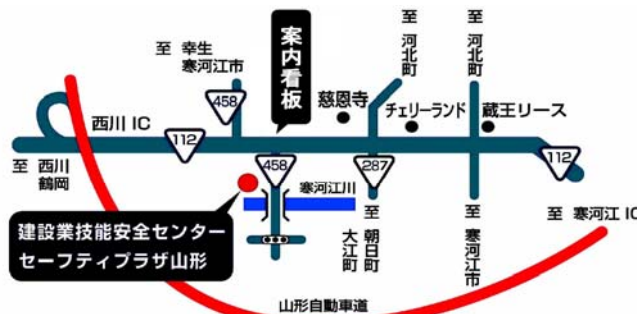 至 幸生
寒河江市
458
案内看板
慈恩寺
至 河北町
チェリーランド
至 河北町
蔵王リース
西川 IC
112
至 西川
鶴岡
458
寒河江川
287
112
至 朝日町
大江町
至 寒河江市
至 寒河江 IC
建設業技能安全センター
セーフティプラザ山形
山形自動車道